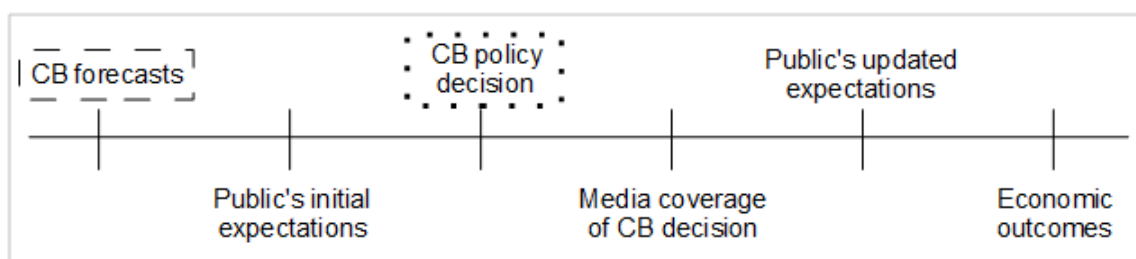 CB forecasts
Public's initial
expectations
CB policy
decision
Media coverage
of CB decision
Public's updated
expectations
Economic
outcomes